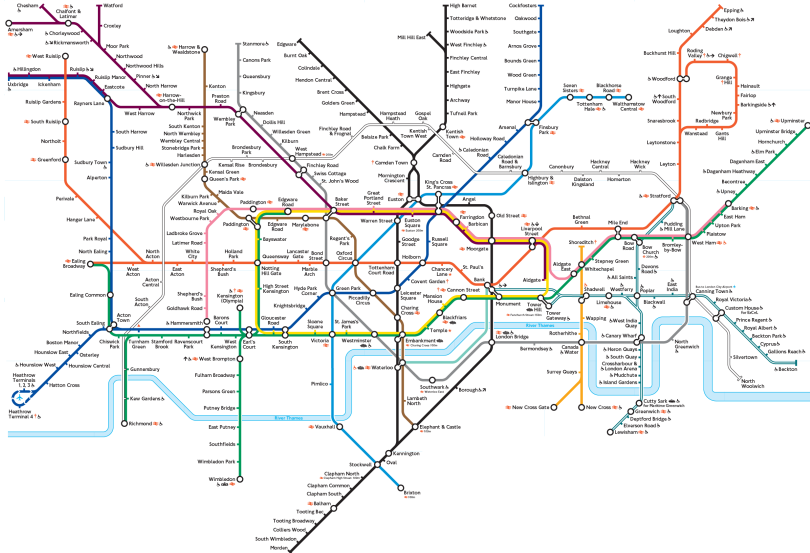 Chesham
Chalfont &
Latimer
Watford
Croxley
Amersham
Chorleywood
Rickmansworth
Moor Park
Northwood
Northwood Hills
Pinner
North Harrow
Harrow-
on-the-Hill
West Ruislip
Hillingdon
Ruislip
Ruislip Manor
Eastcote
Uxbridge
Ickenham
Rayners Lane
West Harrow
Ruislip Gardens
South Ruislip
Northolt
Greenford
Perivale
Hanger Lane
South Harrow
Sudbury Hill
Sudbury Town
Alperton
Park Royal
North Ealing
Ealing
Broadway
Ealing Common
South Ealing
Northfields
Boston Manor
Osterley
Hounslow East
Hounslow Central
Hounslow West
Hatton Cross
Heathrow
Terminals
1, 2, 3
Heathrow
Terminal 4
Harrow &
Wealdstone
Kenton
Preston
Road
Northwick
Park
South Kenton
North Wembley
Wembley Central
Stonebridge Park
Harlesden
Willesden Junction
Kensal Green
Queen's Park
Kilburn Park
Maida Vale
Warwick Avenue
Royal Oak
Westbourne Park
Ladbroke Grove
Latimer Road
White
City
Shepherd's
Bush
Goldhawk Road
Hammersmith
Stanmore
Canons Park
Queensbury
Kingsbury
Wembley
Park
Neasden
Dollis Hill
Willesden Green
Kilburn
West
Hampstead
Finchley Road
Swiss Cottage
St. John's Wood
Brondesbury
Park
Kensal Rise
Brondesbury
Edgware
Burnt Oak
Colindale
Hendon Central
Brent Cross
Golders Green
Hampstead
Hampstead
Heath
Finchley Road
& Frognal
Belsize Park
Chalk Farm
Camden Town
Mornington
Crescent
Gospel
Oak
Kentish
Town West
Kentish
Town
Camden
Road
High Barnet
Totteridge & Whetstone
Woodside Park
West Finchley
Mill Hill East
Finchley Central
East Finchley
Highgate
Archway
Tufnell Park
Cockfosters
Oakwood
Southgate
Arnos Grove
Bounds Green
Wood Green
Turnpike Lane
Manor House
Arsenal
Finsbury
Park
Holloway Road
Caledonian
Road
Caledonian
Road &
Barnsbury
Highbury &
Islington
Canonbury
Dalston
Kingsland
Hackney
Central
Homerton
Hackney
Wick
Seven
Sisters
Tottenham
Hale
Blackhorse
Road
Walthamstow
Central
Epping
Theydon Bois
Debden
Loughton
Buckhurst Hill
Roding
Valley
Chigwell
Grange
Hill
Hainault
Fairlop
Barkingside
Newbury
Park
Gants
Hill
Redbridge
Wanstead
Woodford
South
Woodford
Snaresbrook
Leytonstone
Leyton
Stratford
Upminster
Upminster Bridge
Hornchurch
Elm Park
Dagenham East
Dagenham Heathway
Becontree
Upney
Barking
East Ham
Upton Park
Plaistow
West Ham
Pudding
Mill Lane
Bow
Road
Bow
Church
Bromley-
by-Bow
Devons
Road
All Saints
Mile End
Bethnal
Green
Stepney Green
Whitechapel
Shoreditch
Liverpool
Street
Aldgate
East
Aldgate
Old Street
Angel
King's Cross
St. Pancras
Farringdon
Barbican
Moorgate
Euston
Euston
Square
Warren Street
Great
Portland
Street
Baker
Street
Regent's
Park
Marylebone
Edgware
Road
Edgware
Road
Paddington
Paddington
Bayswater
Queensway
Lancaster
Gate
Marble
Arch
Bond
Street
Oxford
Circus
Tottenham
Court Road
Goodge
Street
Russell
Square
Holborn
Chancery
Lane
St. Paul's
Bank
Monument
Tower
Hill
Tower
Gateway
Cannon Street
Mansion
House
Blackfriars
Temple
Covent Garden
Leicester
Square
Charing
Cross
Embankment
Piccadilly
Circus
Green Park
Hyde Park
Corner
Knightsbridge
Notting
Hill Gate
High Street
Kensington
Gloucester
Road
South
Kensington
Sloane
Square
Victoria
St. James's
Park
Westminster
Waterloo
Southwark
London Bridge
Borough
Elephant & Castle
Lambeth
North
Pimlico
Vauxhall
Stockwell
Brixton
Oval
Kennington
Clapham North
Clapham Common
Clapham South
Balham
Tooting Bec
Tooting Broadway
Colliers Wood
South Wimbledon
Morden
North
Acton
West
Acton
East
Acton
Holland
Park
Shepherd's
Bush
Acton
Central
South
Acton
Acton
Town
Chiswick
Park
Turnham
Green
Stamford
Brook
Ravenscourt
Park
Barons
Court
West
Kensington
Earl's
Court
Kensington
Olympia
Gunnersbury
Kew Gardens
Richmond
West Brompton
Fulham Broadway
Parsons Green
Putney Bridge
East Putney
Southfields
Wimbledon Park
Wimbledon
River Thames
River Thames
Bermondsey
Canada
Water
Rotherhithe
Wapping
Shadwell
Surrey Quays
New Cross Gate
New Cross
Limehouse
Westferry
Poplar
Blackwall
East
India
West India
Quay
Canary Wharf
Heron Quays
South Quay
Crossharbour &
London Arena
Mudchute
Island Gardens
Cutty Sark
Greenwich
Deptford Bridge
Elverson Road
Lewisham
North
Greenwich
Canning Town
Royal Victoria
Custom House
for ExCeL
Prince Regent
Royal Albert
Beckton Park
Cyprus
Gallions Reach
Beckton
Silvertown
North
Woolwich